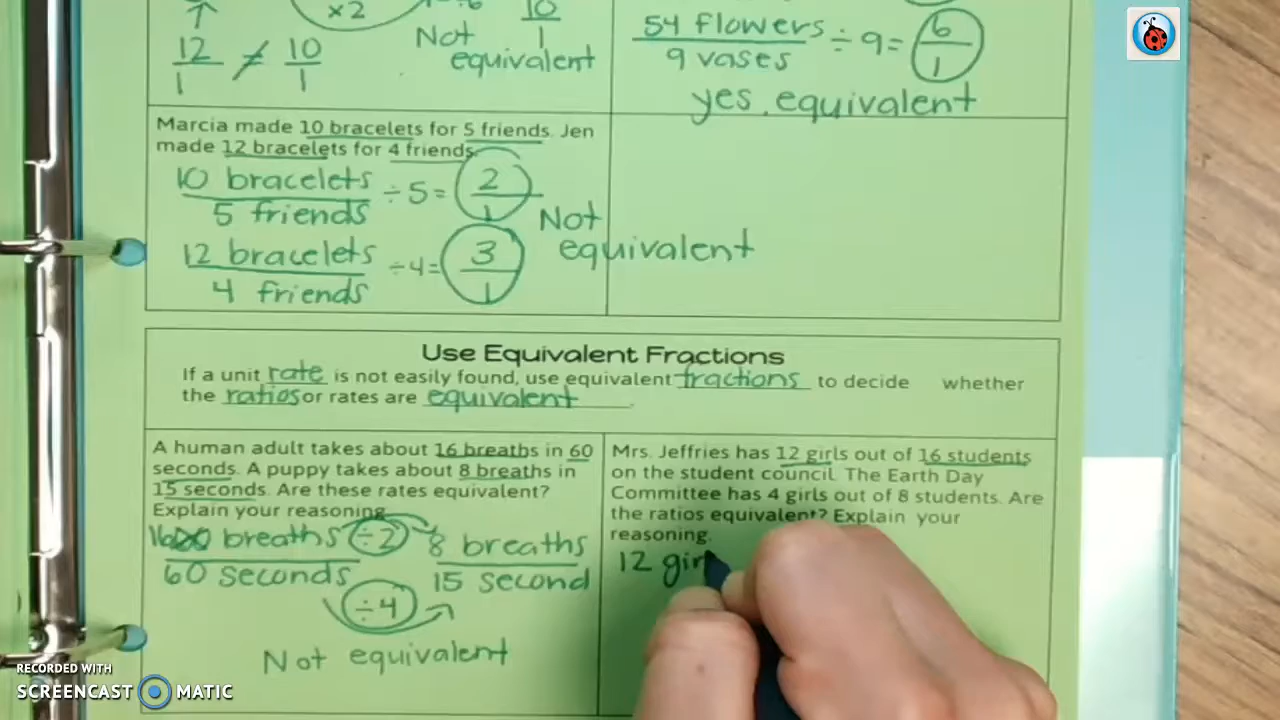 ×2
10
1
Not
equivalent
12
1
≠
10
1
54 flowers
9 vases
÷ 9 =
6
1
yes, equivalent
Marcia made 10 bracelets for 5 friends. Jen
made 12 bracelets for 4 friends.
10 bracelets
5 friends
÷5=
2
1
Not
equivalent
12 bracelets
4 friends
÷4=
3
1
Use Equivalent Fractions
If a unit rate is not easily found, use equivalent fractions to decide whether
the ratios or rates are equivalent.
A human adult takes about 16 breaths in 60
seconds. A puppy takes about 8 breaths in
15 seconds. Are these rates equivalent?
Explain your reasoning.
16 breaths ÷2 8 breaths
60 seconds 15 second
÷4
Not equivalent
Mrs. Jeffries has 12 girls out of 16 students
on the student council. The Earth Day
Committee has 4 girls out of 8 students. Are
the ratios equivalent? Explain your
reasoning.
12 gir
RECORDED WITH
SCREENCAST MATIC